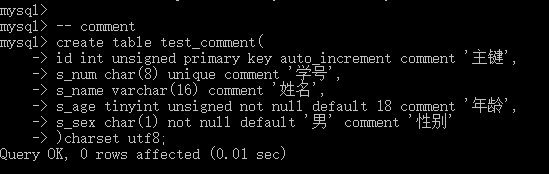 mysql>
mysql> -- comment
mysql> create table test_comment(
    -> id int unsigned primary key auto_increment comment '主键',
    -> s_num char(8) unique comment '学号',
    -> s_name varchar(16) comment '姓名',
    -> s_age tinyint unsigned not null default 18 comment '年龄',
    -> s_sex char(1) not null default '男' comment '性别'
    -> )charset utf8;
Query OK, 0 rows affected (0.01 sec)